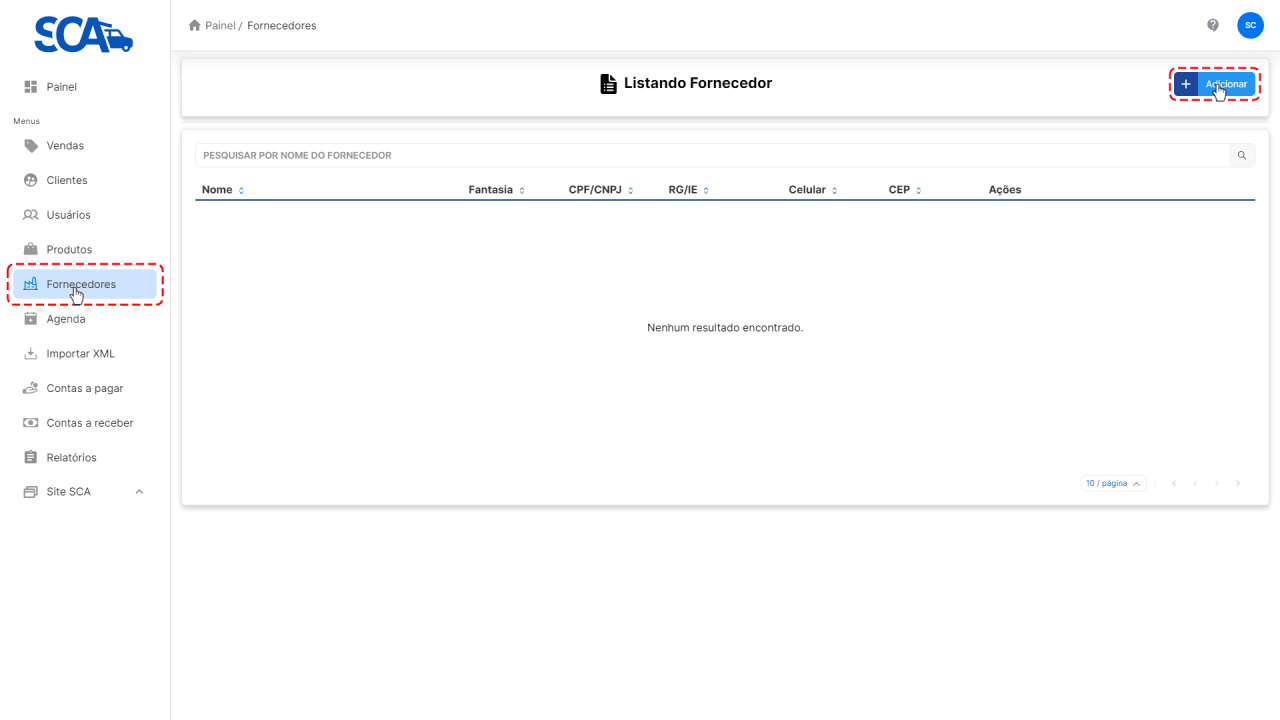 SCA
Painel / Fornecedores
SC
Painel
Menus
Vendas
Clientes
Usuários
Produtos
Fornecedores
Agenda
Importar XML
Contas a pagar
Contas a receber
Relatórios
Site SCA
Listando Fornecedor
+ Adicionar
PESQUISAR POR NOME DO FORNECEDOR
Nome Fantasia CPF/CNPJ RG/IE Celular CEP Ações
Nenhum resultado encontrado.
10 / página